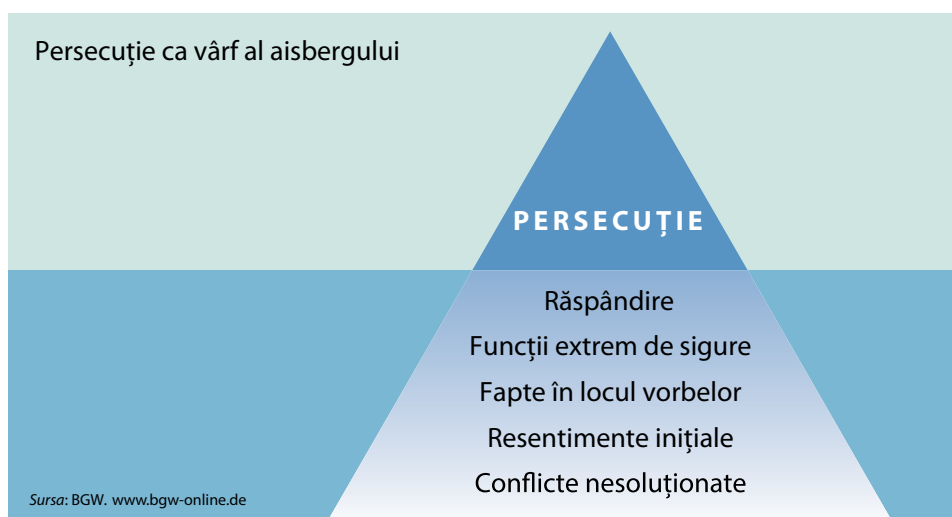 Persecuție ca vârf al aisbergului
PERSECUȚIE
Răspândire
Funcții extrem de sigure
Fapte în locul vorbelor
Resentimente inițiale
Conflicte nesoluționate
Sursa: BGW. www.bgw-online.de